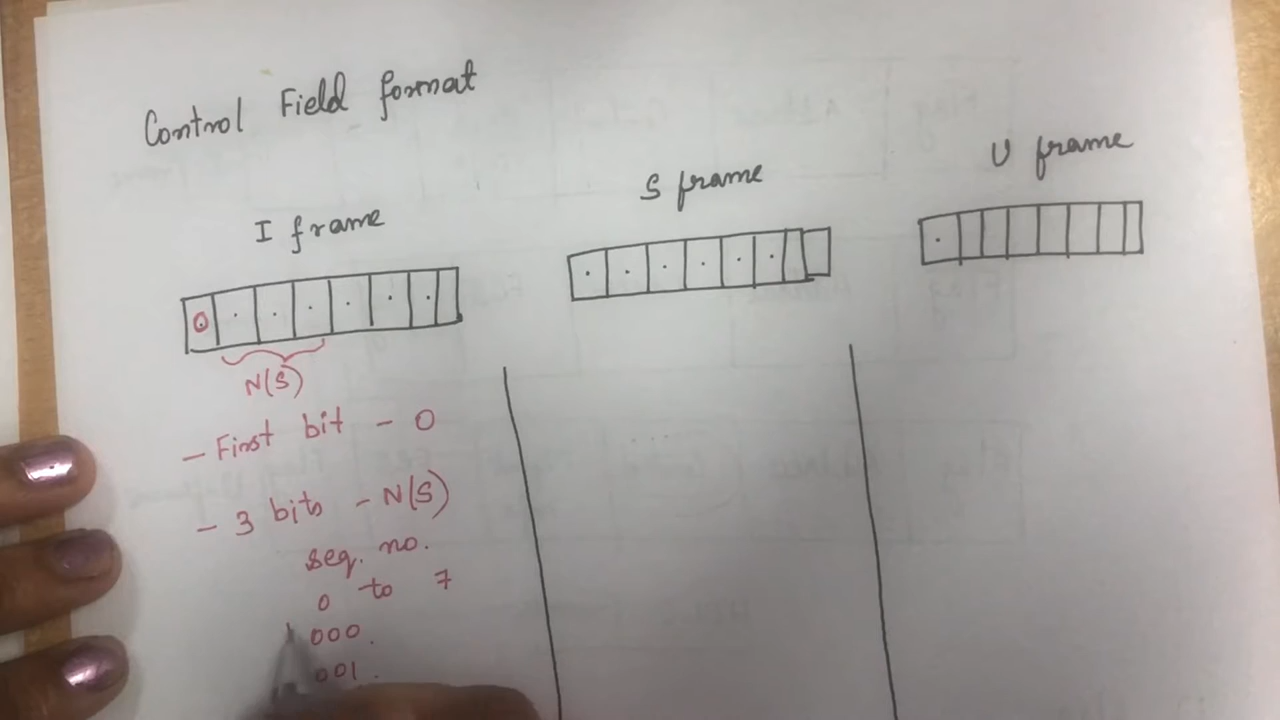 Control Field format
I frame
S frame
U frame
0
N(S)
- First bit - 0
- 3 bits - N(S)
seq. no.
0 to 7
000.
001.